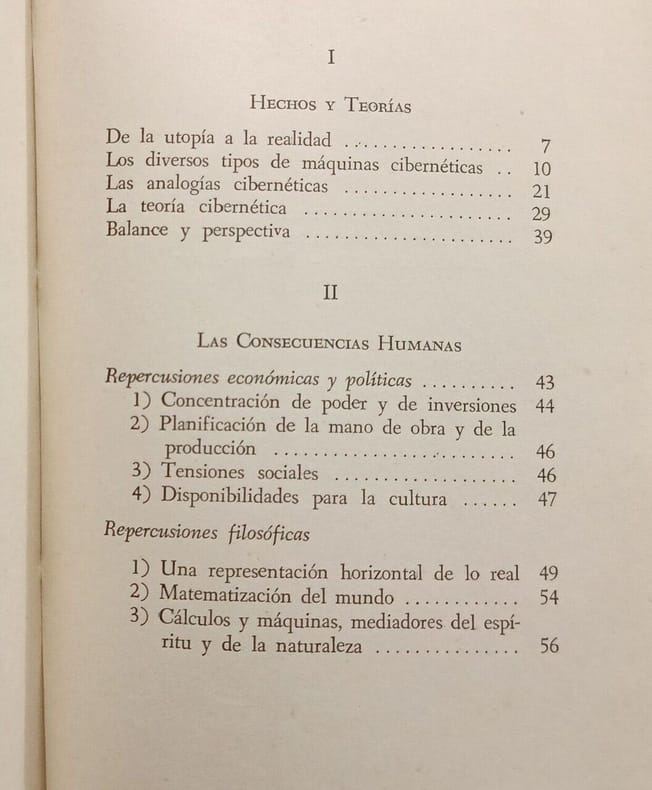 I
Hechos y Teorías
De la utopía a la realidad ................. 7
Los diversos tipos de máquinas cibernéticas .. 10
Las analogías cibernéticas ................. 21
La teoría cibernética ..................... 29
Balance y perspectiva ..................... 39
II
Las Consecuencias Humanas
Repercusiones económicas y políticas .......... 43
1) Concentración de poder y de inversiones 44
2) Planificación de la mano de obra y de la
producción ........................ 46
3) Tensiones sociales .................. 46
4) Disponibilidades para la cultura ...... 47
Repercusiones filosóficas
1) Una representación horizontal de lo real 49
2) Matematización del mundo ............ 54
3) Cálculos y máquinas, mediadores del espí-
ritu y de la naturaleza ............... 56